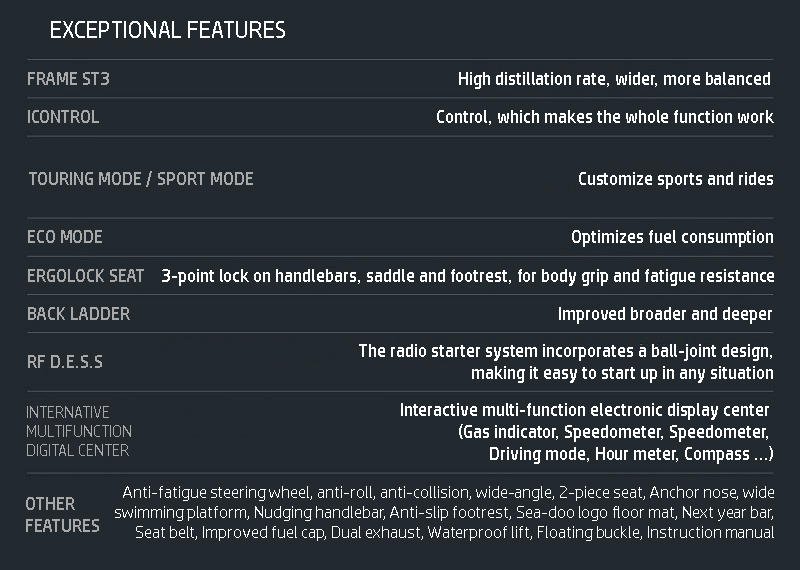 EXCEPTIONAL FEATURES
FRAME ST3 High distillation rate, wider, more balanced
ICONTROL Control, which makes the whole function work
TOURING MODE / SPORT MODE Customize sports and rides
ECO MODE Optimizes fuel consumption
ERGOLOCK SEAT 3-point lock on handlebars, saddle and footrest, for body grip and fatigue resistance
BACK LADDER Improved broader and deeper
RF D.E.S.S
The radio starter system incorporates a ball-joint design,
making it easy to start up in any situation
INTERNATIVE
MULTIFUNCTION
DIGITAL CENTER
Interactive multi-function electronic display center
(Gas indicator, Speedometer, Speedometer,
Driving mode, Hour meter, Compass ...)
OTHER
FEATURES
Anti-fatigue steering wheel, anti-roll, anti-collision, wide-angle, 2-piece seat, Anchor nose, wide
swimming platform, Nudging handlebar, Anti-slip footrest, Sea-doo logo floor mat, Next year bar,
Seat belt, Improved fuel cap, Dual exhaust, Waterproof lift, Floating buckle, Instruction manual